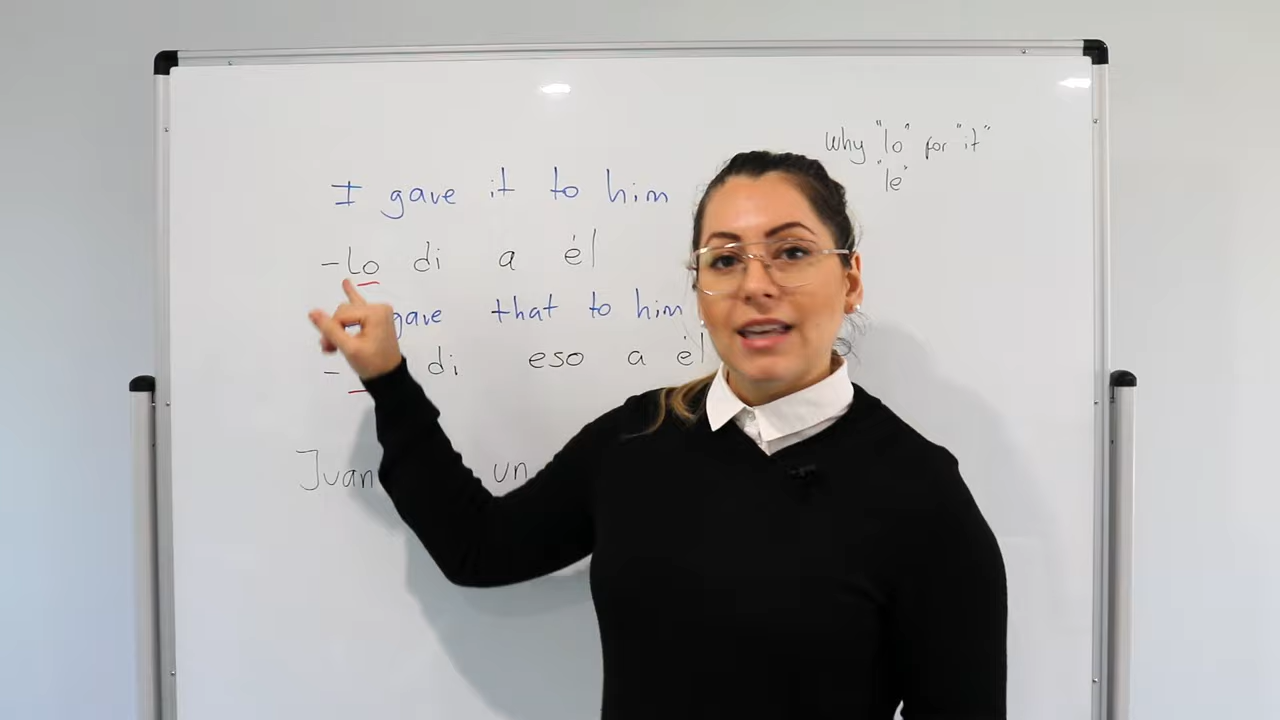 why "lo" for "it"
"le"
I gave it to him
-lo di a él
gave that to him
- di eso a él
Juan un